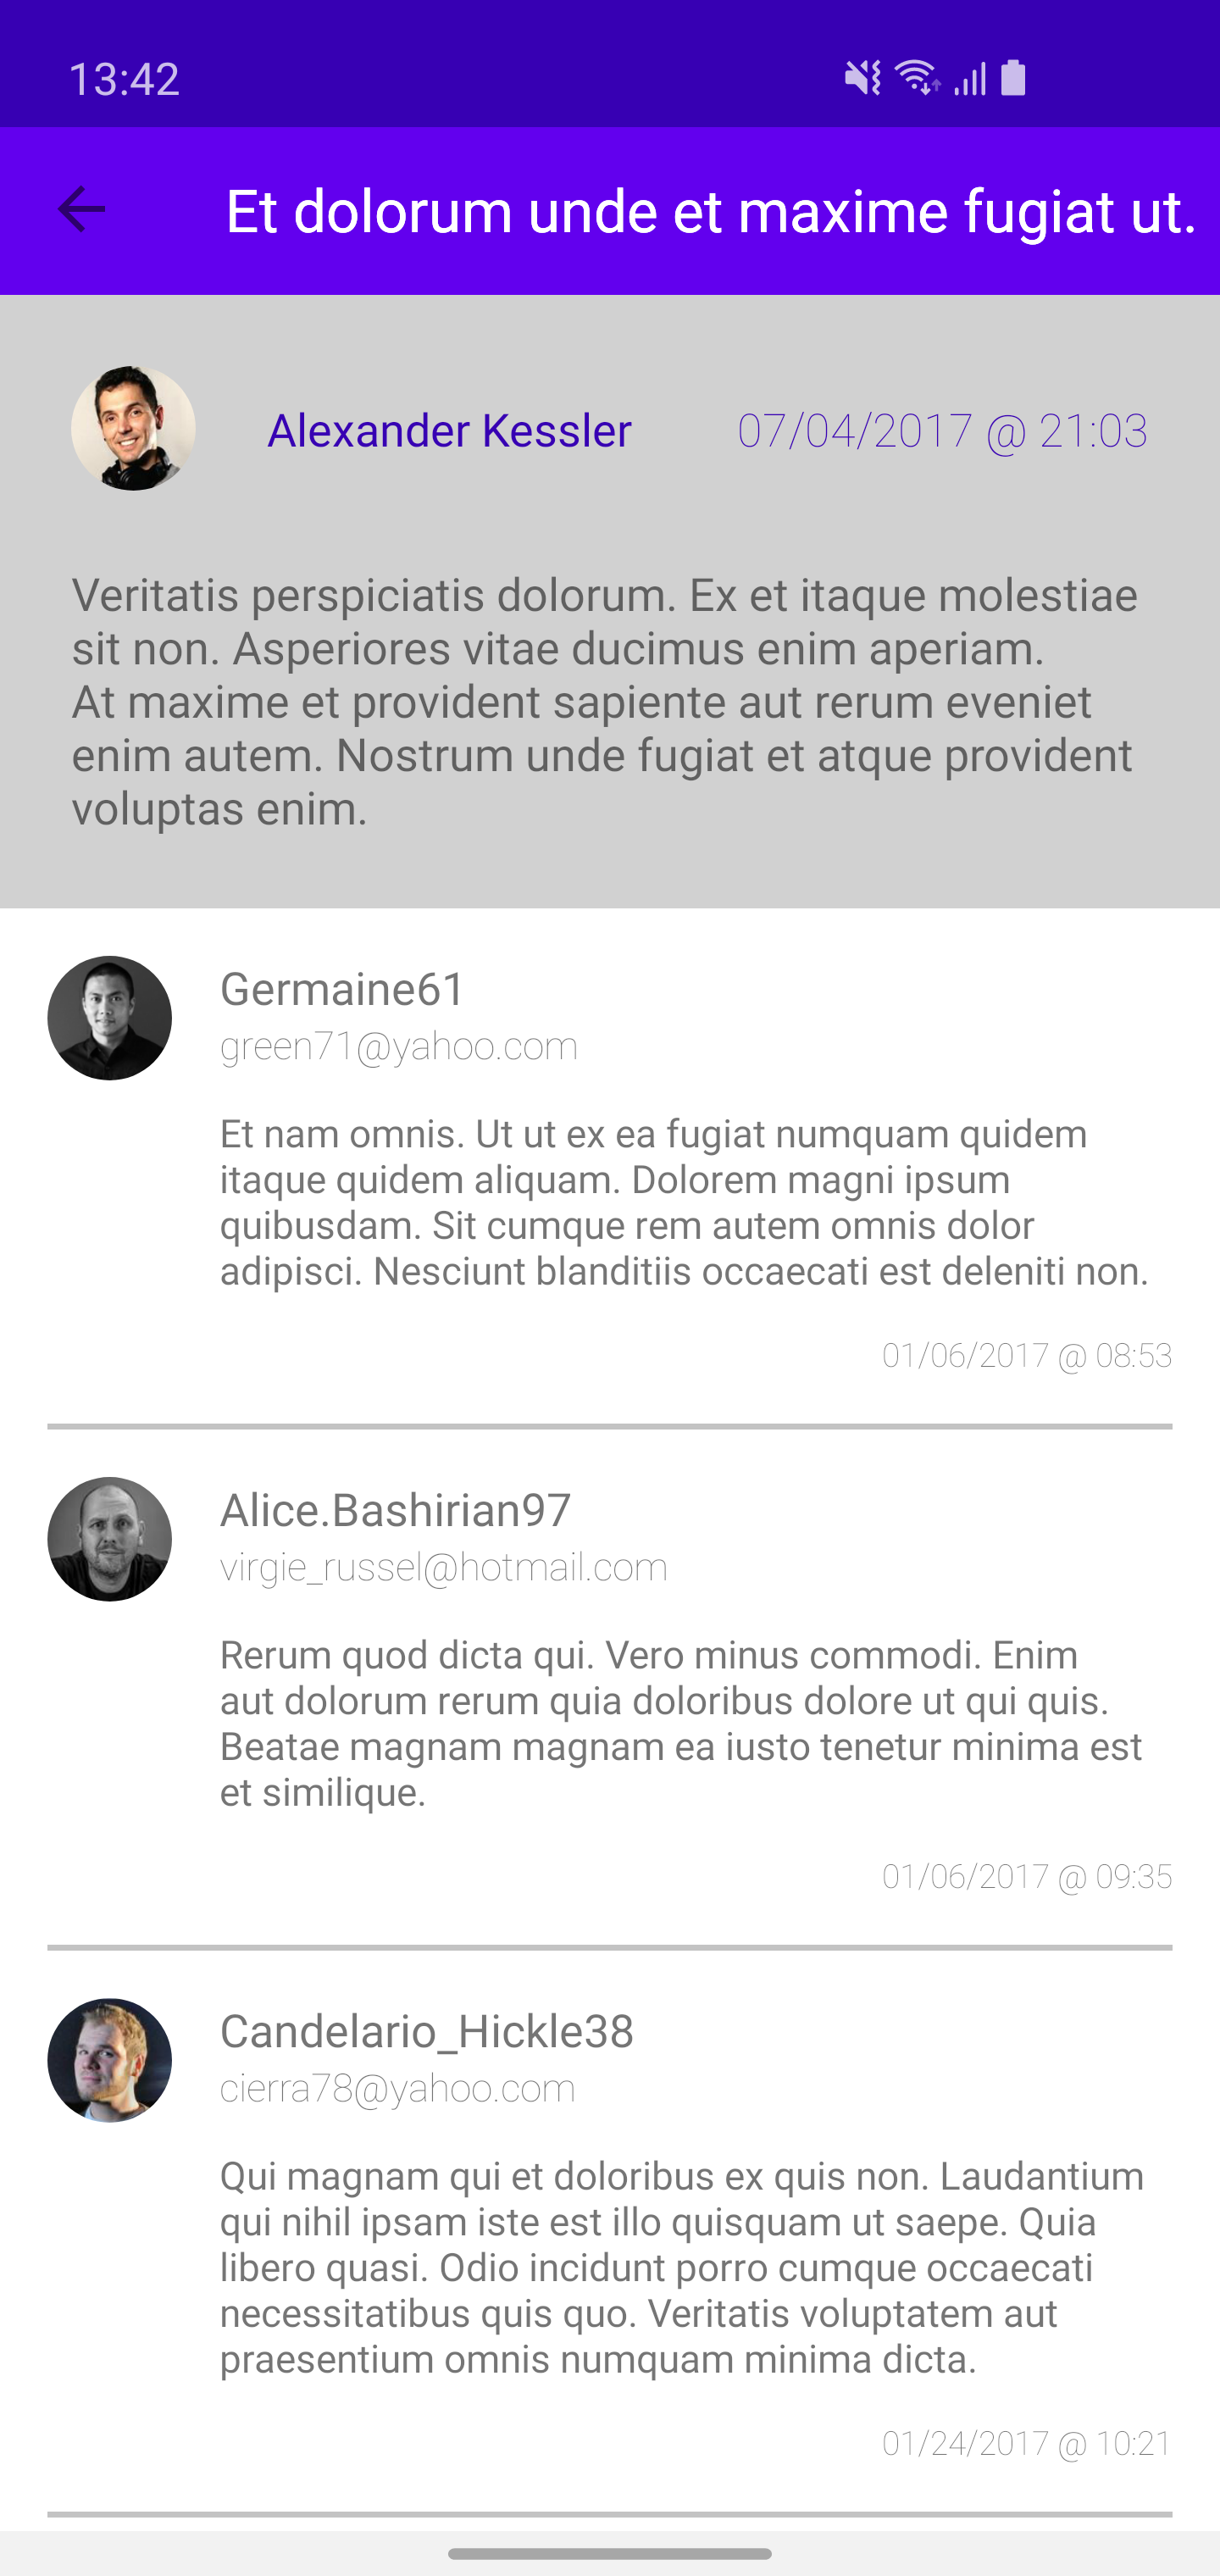 13:42
Et dolorum unde et maxime fugiat ut.
Alexander Kessler 07/04/2017 @ 21:03
Veritatis perspiciatis dolorum. Ex et itaque molestiae
sit non. Asperiores vitae ducimus enim aperiam.
At maxime et provident sapiente aut rerum eveniet
enim autem. Nostrum unde fugiat et atque provident
voluptas enim.
Germaine61
green71@yahoo.com
Et nam omnis. Ut ut ex ea fugiat numquam quidem
itaque quidem aliquam. Dolorem magni ipsum
quibusdam. Sit cumque rem autem omnis dolor
adipisci. Nesciunt blanditiis occaecati est deleniti non.
01/06/2017 @ 08:53
Alice.Bashirian97
virgie_russel@hotmail.com
Rerum quod dicta qui. Vero minus commodi. Enim
aut dolorum rerum quia doloribus dolore ut qui quis.
Beatae magnam magnam ea iusto tenetur minima est
et similique.
01/06/2017 @ 09:35
Candelario_Hickle38
cierra78@yahoo.com
Qui magnam qui et doloribus ex quis non. Laudantium
qui nihil ipsam iste est illo quisquam ut saepe. Quia
libero quasi. Odio incidunt porro cumque occaecati
necessitatibus quis quo. Veritatis voluptatem aut
praesentium omnis numquam minima dicta.
01/24/2017 @ 10:21